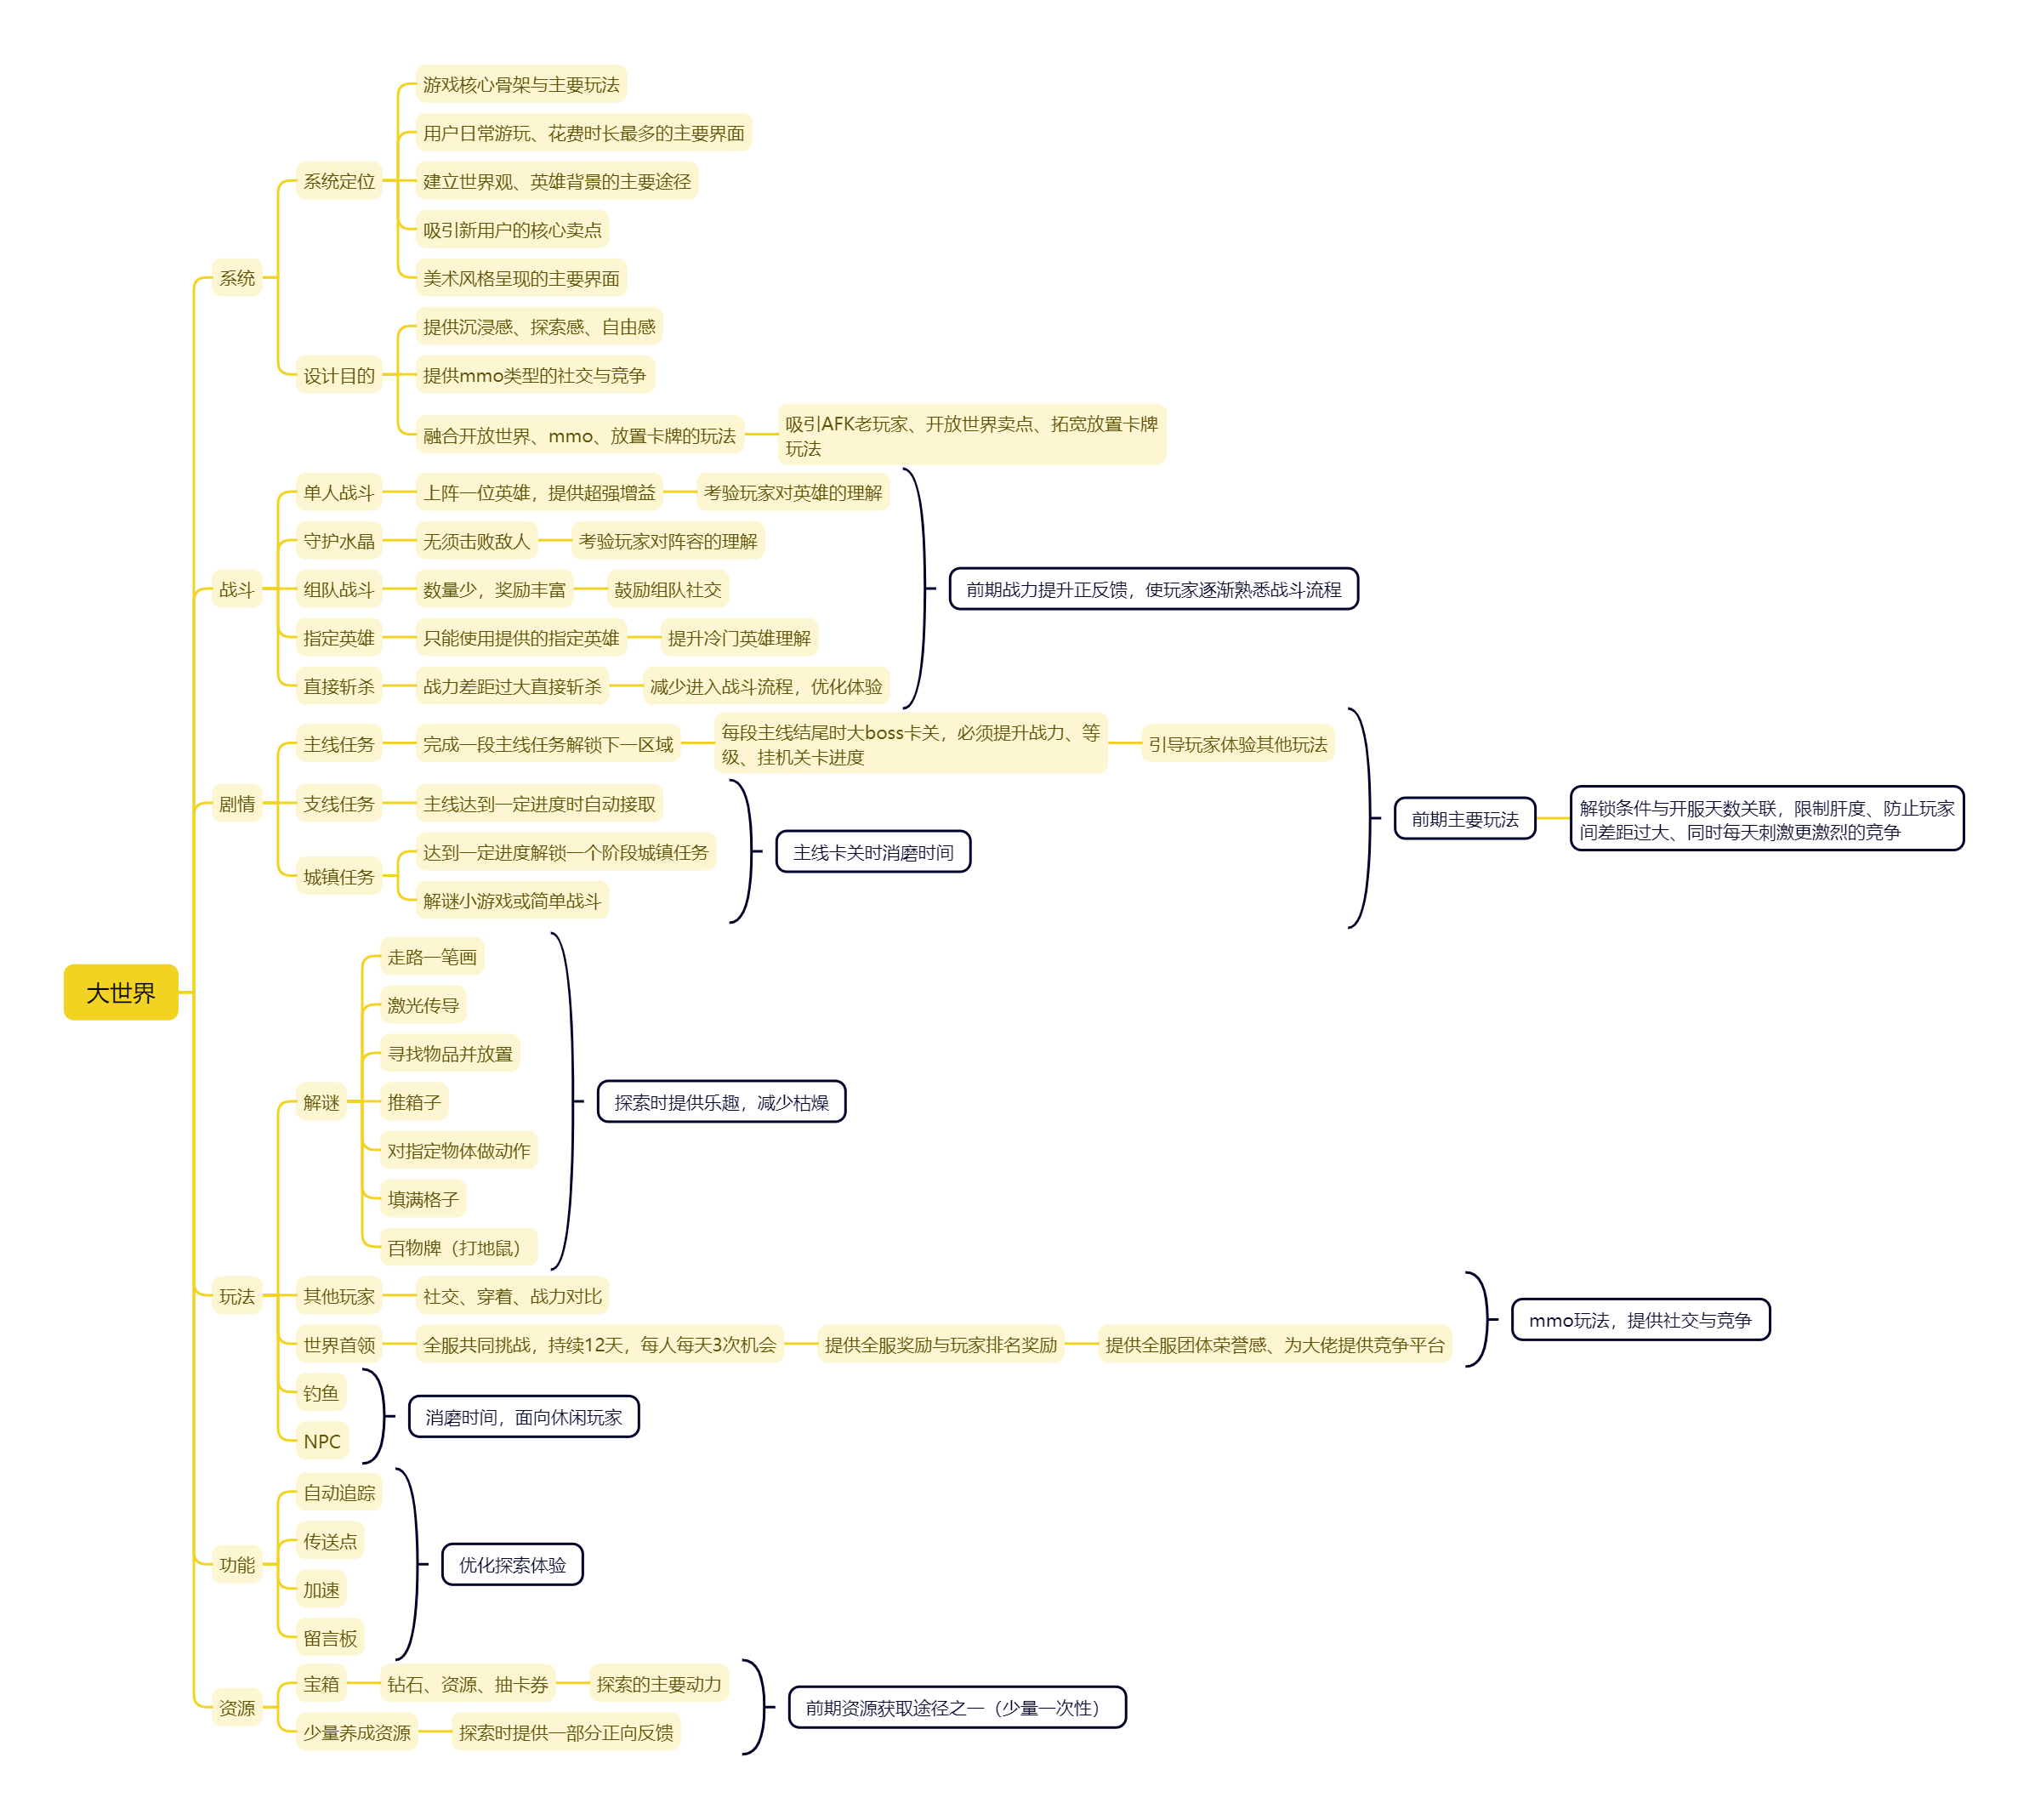 大世界
系统
系统定位
游戏核心骨架与主要玩法
用户日常游玩、花费时长最多的主要界面
建立世界观、英雄背景的主要途径
吸引新用户的核心卖点
美术风格呈现的主要界面
设计目的
提供沉浸感、探索感、自由感
提供mmo类型的社交与竞争
融合开放世界、mmo、放置卡牌的玩法
吸引AFK老玩家、开放世界卖点、拓宽放置卡牌
玩法
战斗
单人战斗
上阵一位英雄，提供超强增益
考验玩家对英雄的理解
守护水晶
无须击败敌人
考验玩家对阵容的理解
组队战斗
数量少，奖励丰富
鼓励组队社交
指定英雄
只能使用提供的指定英雄
提升冷门英雄理解
直接斩杀
战力差距过大直接斩杀
减少进入战斗流程，优化体验
前期战力提升正反馈，使玩家逐渐熟悉战斗流程
剧情
主线任务
完成一段主线任务解锁下一区域
每段主线结尾时大boss卡关，必须提升战力、等
级、挂机关卡进度
引导玩家体验其他玩法
支线任务
主线达到一定进度时自动接取
城镇任务
达到一定进度解锁一个阶段城镇任务
解谜小游戏或简单战斗
主线卡关时消磨时间
前期主要玩法
解锁条件与开服天数关联，限制肝度、防止玩家
间差距过大、同时每天刺激更激烈的竞争
玩法
解谜
走路一笔画
激光传导
寻找物品并放置
推箱子
对指定物体做动作
填满格子
百物牌（打地鼠）
探索时提供乐趣，减少枯燥
其他玩家
社交、穿着、战力对比
世界首领
全服共同挑战，持续12天，每人每天3次机会
提供全服奖励与玩家排名奖励
提供全服团体荣誉感、为大佬提供竞争平台
mmo玩法，提供社交与竞争
钓鱼
NPC
消磨时间，面向休闲玩家
功能
自动追踪
传送点
加速
留言板
优化探索体验
资源
宝箱
钻石、资源、抽卡券
探索的主要动力
少量养成资源
探索时提供一部分正向反馈
前期资源获取途径之一（少量一次性）